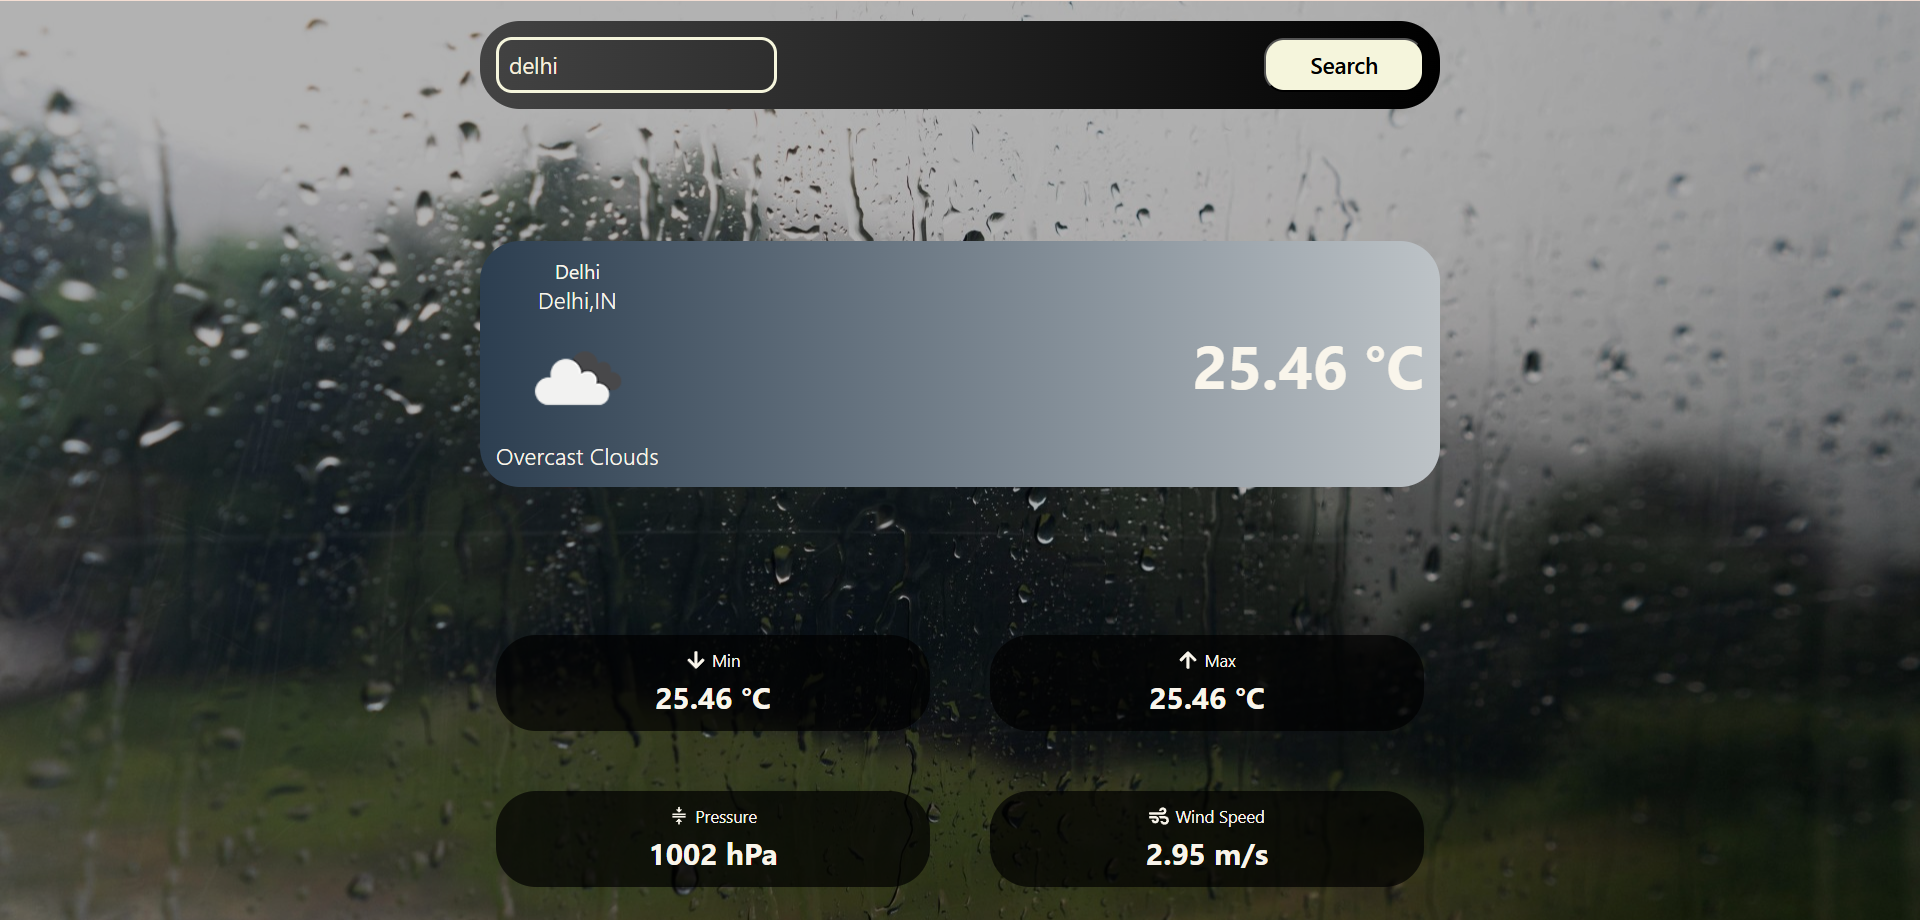 delhi
Search
Delhi
Delhi,IN
25.46 °C
Overcast Clouds
Min
25.46 °C
Max
25.46 °C
Pressure
1002 hPa
Wind Speed
2.95 m/s